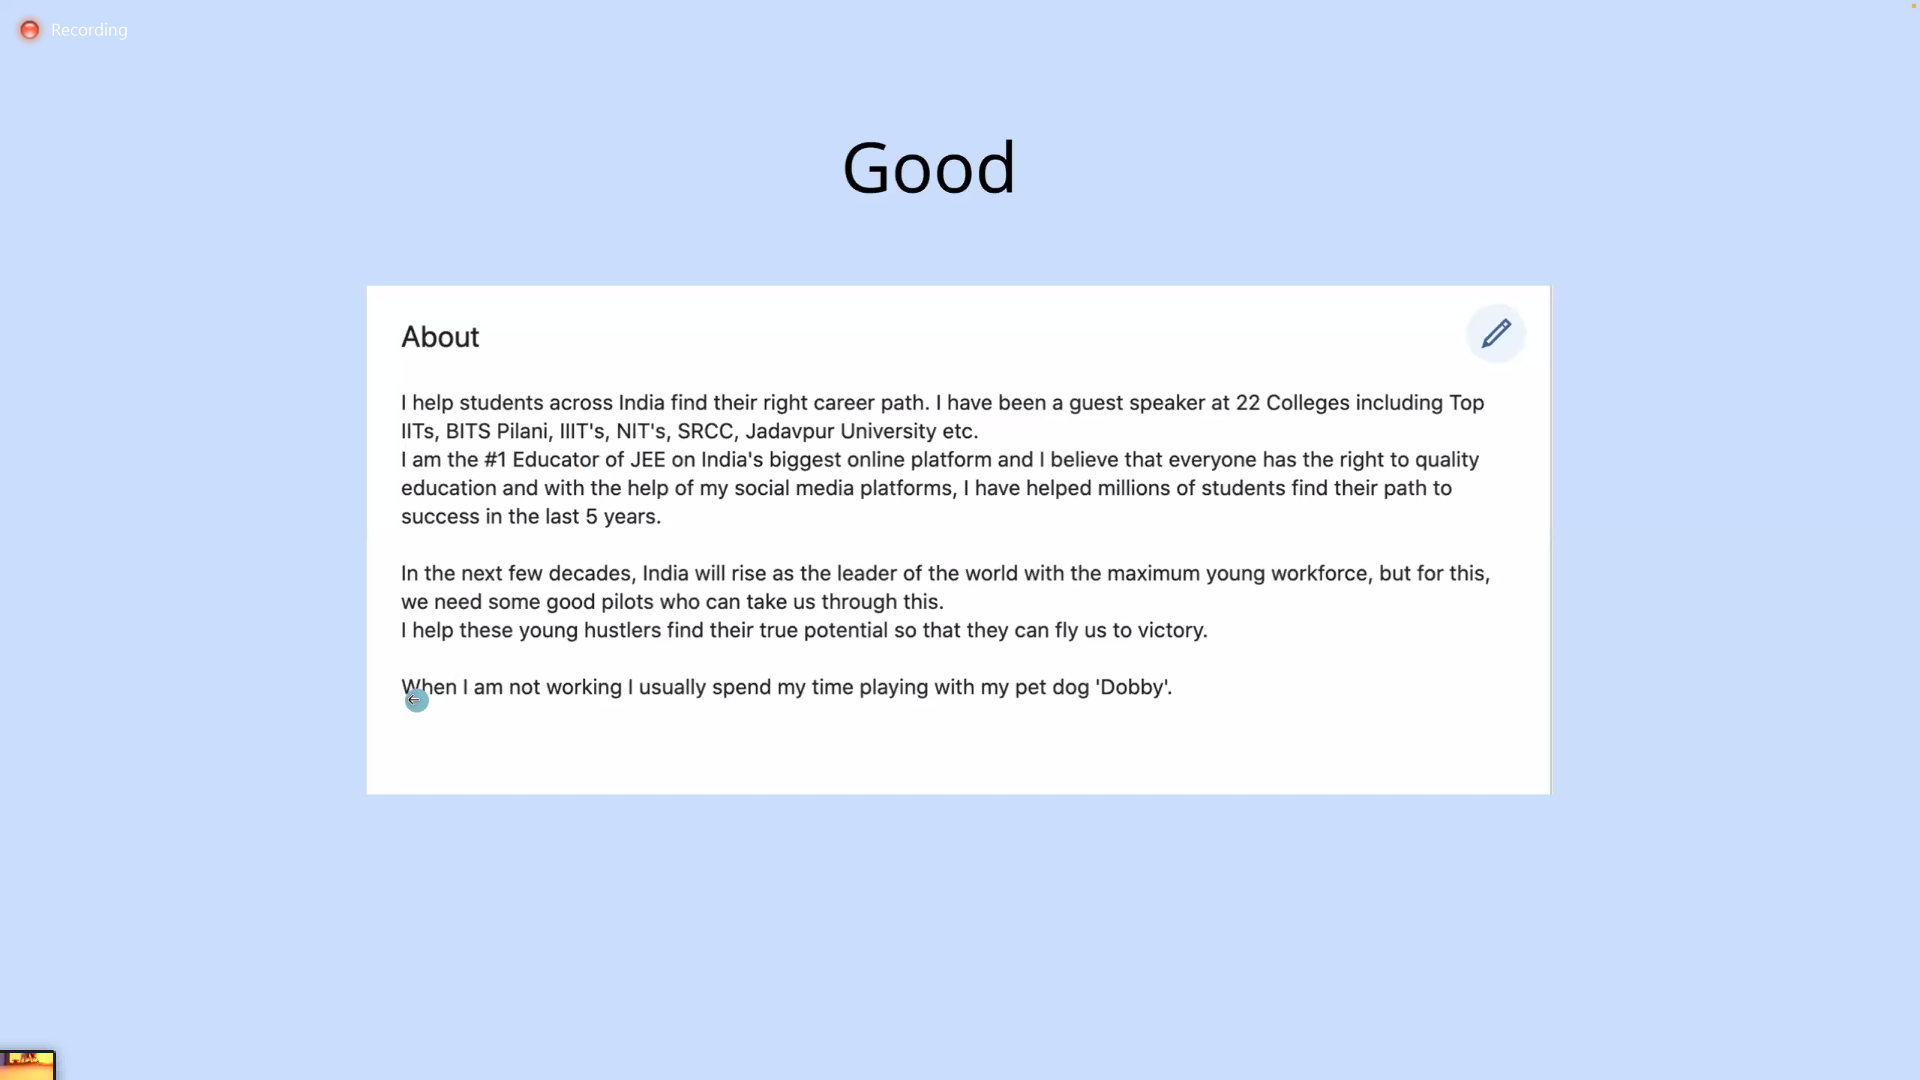 Recording
Good
About
I help students across India find their right career path. I have been a guest speaker at 22 Colleges including Top
IITs, BITS Pilani, IIIT's, NIT's, SRCC, Jadavpur University etc.
I am the #1 Educator of JEE on India's biggest online platform and I believe that everyone has the right to quality
education and with the help of my social media platforms, I have helped millions of students find their path to
success in the last 5 years.
In the next few decades, India will rise as the leader of the world with the maximum young workforce, but for this,
we need some good pilots who can take us through this.
I help these young hustlers find their true potential so that they can fly us to victory.
When I am not working I usually spend my time playing with my pet dog 'Dobby'.